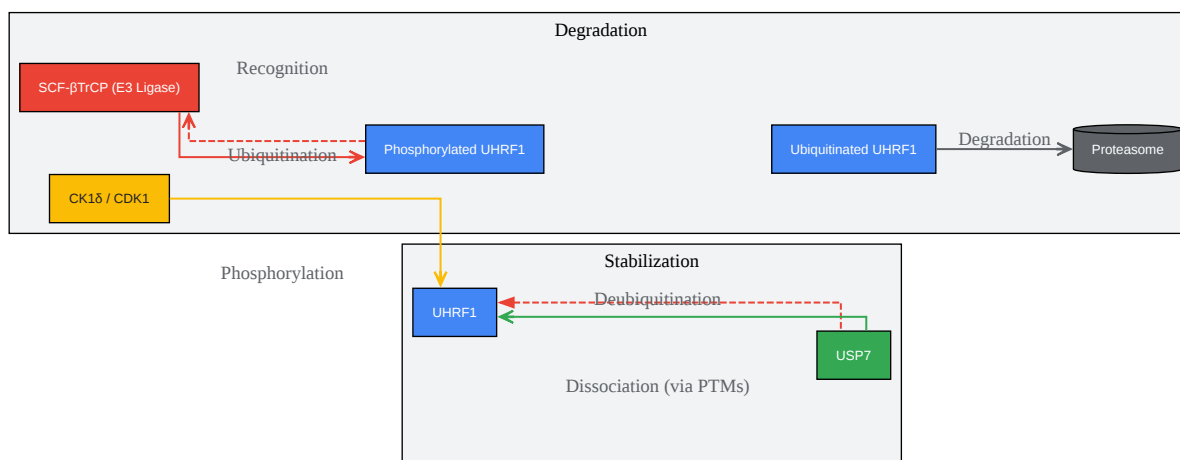 Degradation
Recognition
SCF-βTrCP (E3 Ligase)
Ubiquitination
Phosphorylated UHRF1
Ubiquitinated UHRF1
Degradation
Proteasome
CK1δ / CDK1
Phosphorylation
Stabilization
Deubiquitination
UHRF1
USP7
Dissociation (via PTMs)